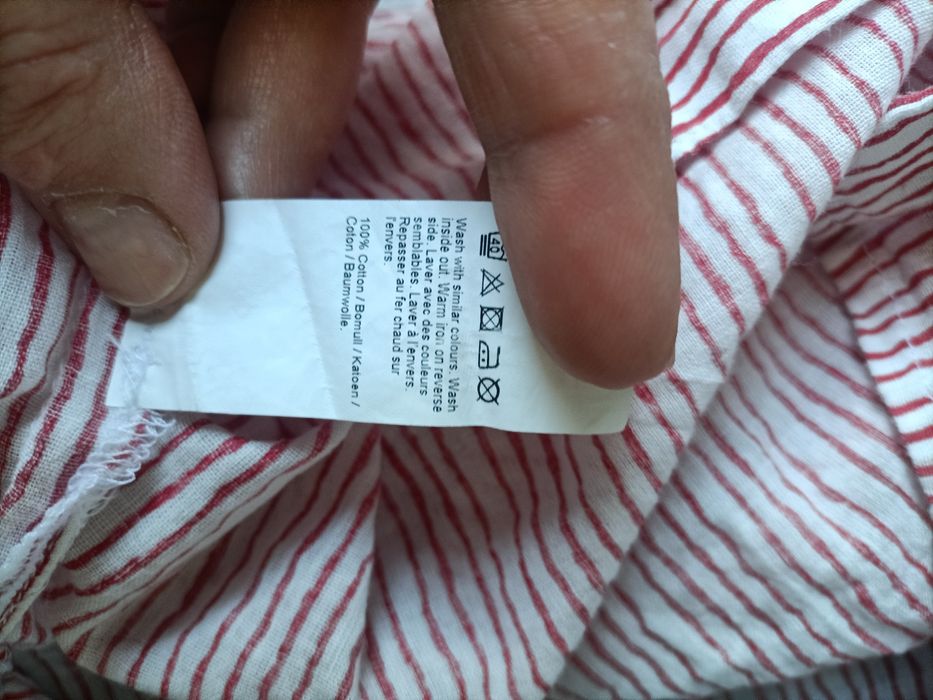 40
Wash with similar colours. Wash
inside out. Warm iron on reverse
side. Laver avec des couleurs
semblables. Laver à l'envers.
Repasser au fer chaud sur
l'envers.
100% Cotton / Bomull / Katoen /
Coton / Baumwolle.